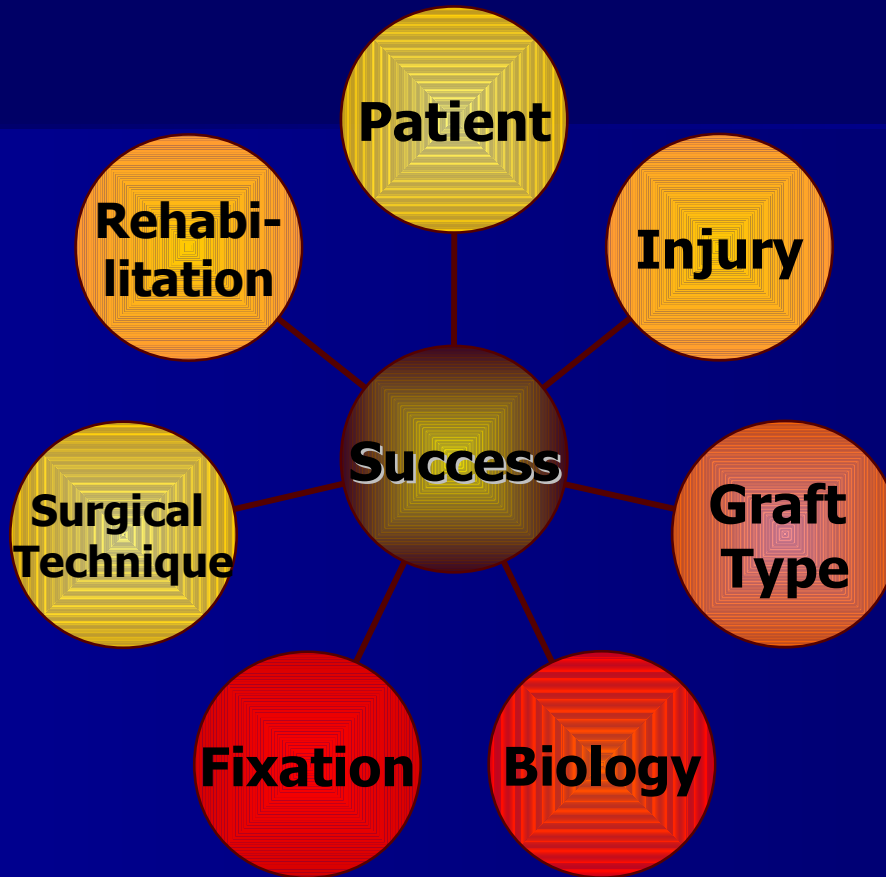 Patient
Rehabi-
litation
Injury
Success
Surgical
Technique
Graft
Type
Fixation
Biology